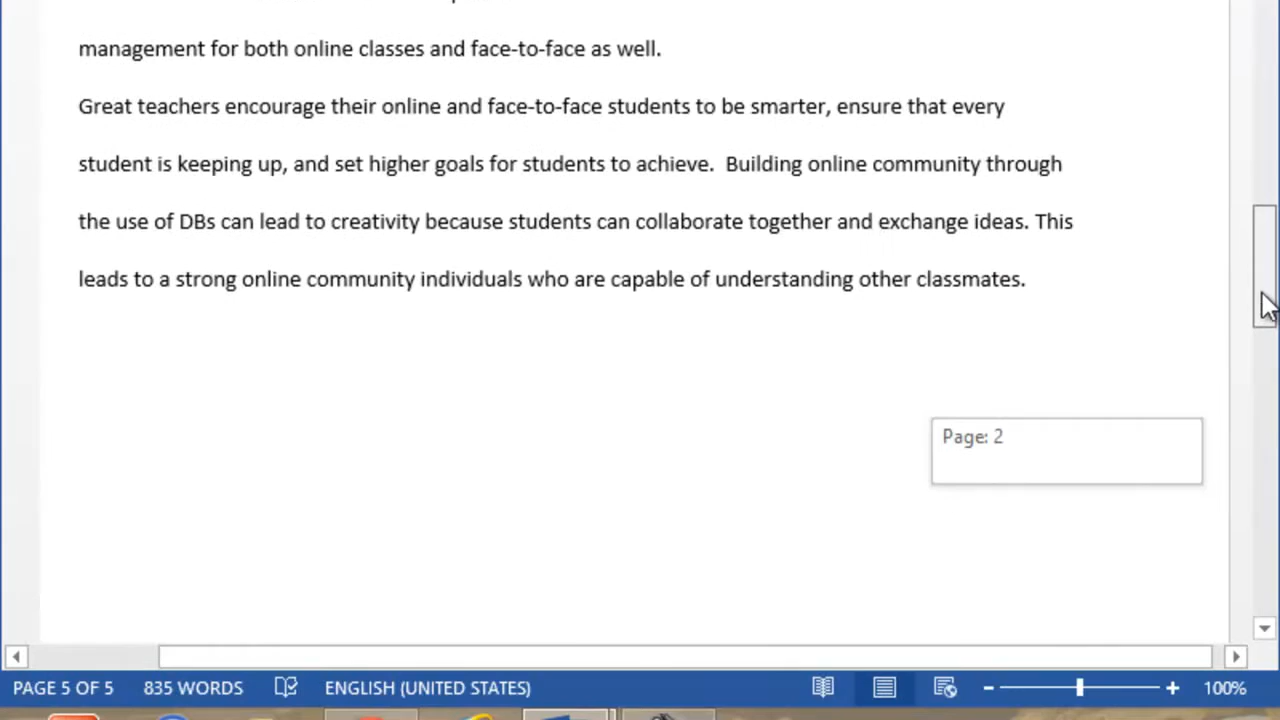 management for both online classes and face-to-face as well.
Great teachers encourage their online and face-to-face students to be smarter, ensure that every
student is keeping up, and set higher goals for students to achieve.  Building online community through
the use of DBs can lead to creativity because students can collaborate together and exchange ideas. This
leads to a strong online community individuals who are capable of understanding other classmates.
Page: 2
PAGE 5 OF 5 835 WORDS ENGLISH (UNITED STATES) 100%